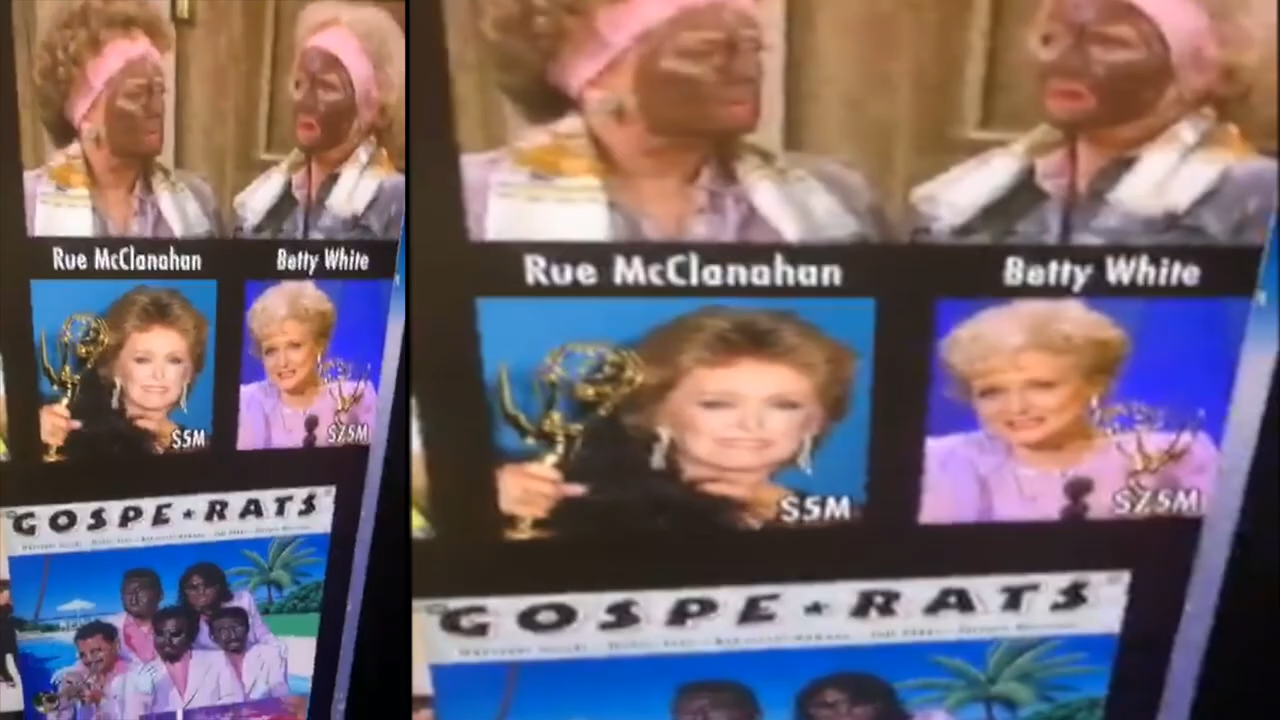 Rue McClanahan
Betty White
$5M
$75M
GOSPE★RATS
Rue McClanahan
Betty White
$5M
$75M
GOSPE★RATS